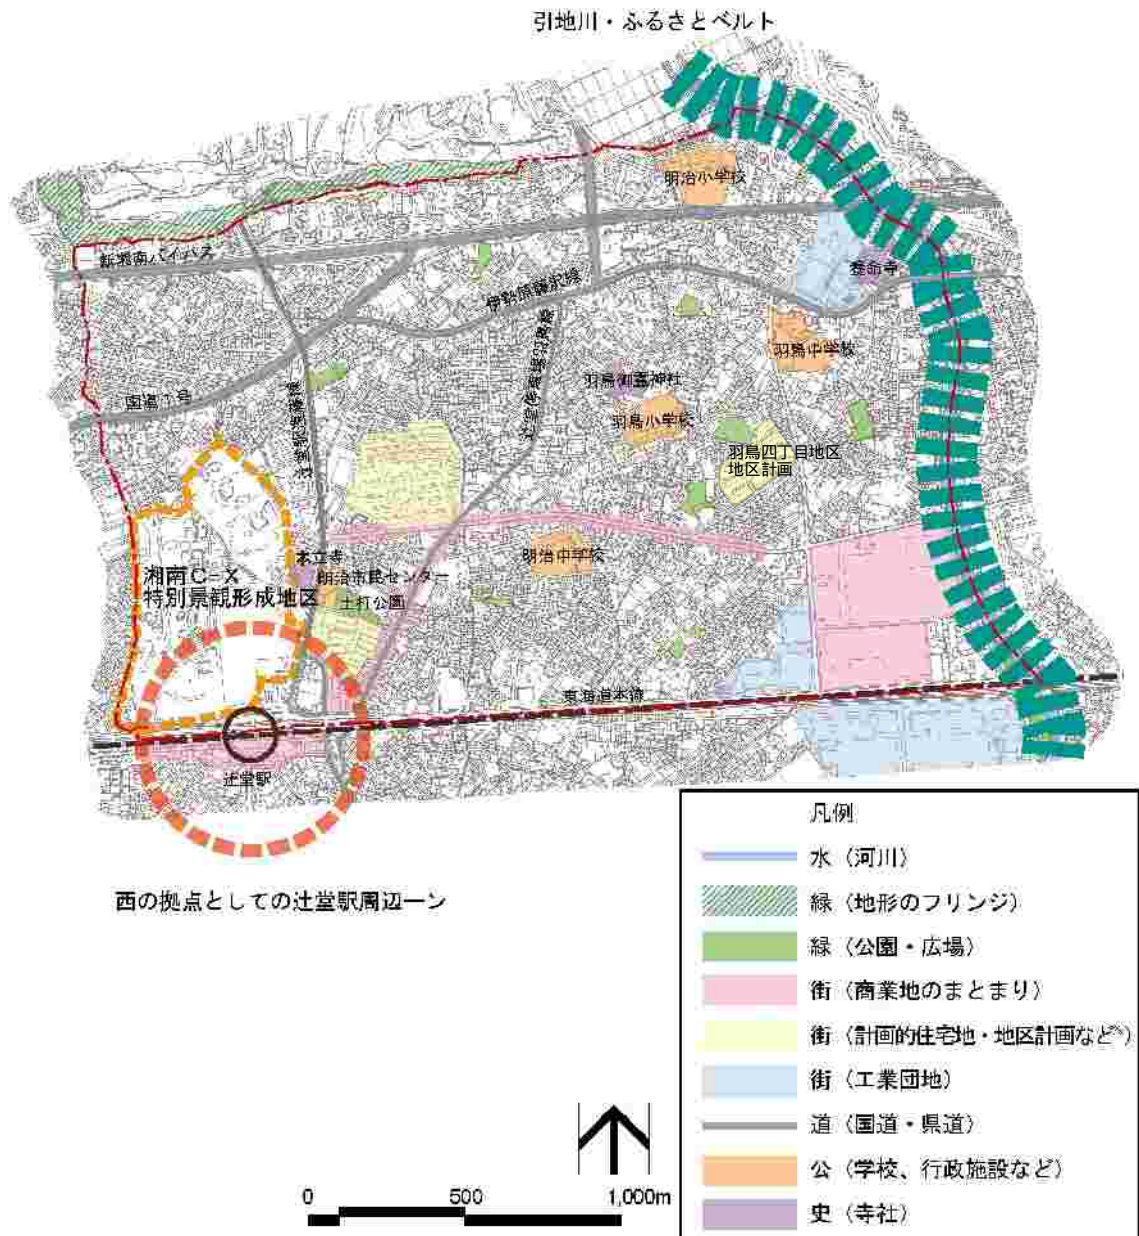 引地川・ふるさとベルト
明治小学校
新湘南バイパス
養命寺
伊勢原藤沢線
羽鳥中学校
羽鳥御霊神社
国道1号
羽鳥小学校
羽鳥四丁目地区
地区計画
本立寺
明治中学校
湘南C-X
特別景観形成地区
明治市民センター
土打公園
東海道本線
辻堂駅
西の拠点としての辻堂駅周辺ーン
凡例
水（河川）
緑（地形のフリンジ）
緑（公園・広場）
街（商業地のまとまり）
街（計画的住宅地・地区計画など）
街（工業団地）
道（国道・県道）
公（学校、行政施設など）
史（寺社）
0 500 1,000m